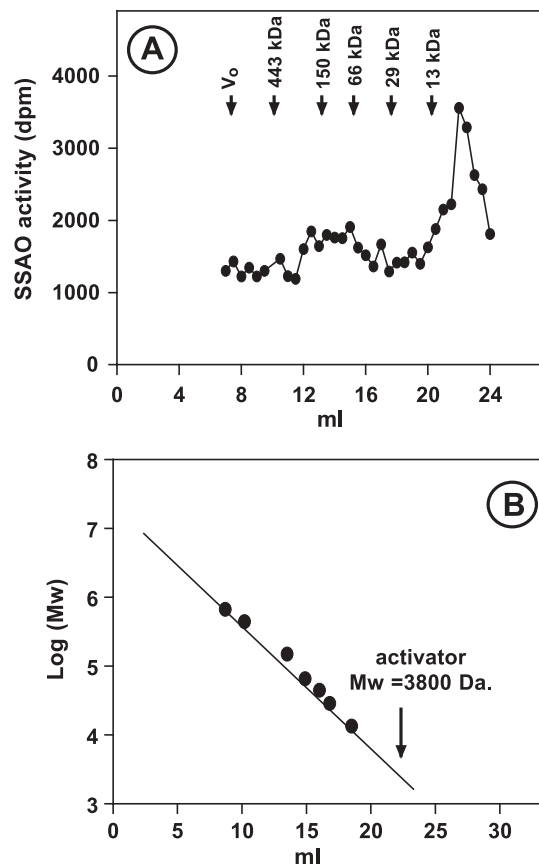 A
V₀
443 kDa
150 kDa
66 kDa
29 kDa
13 kDa
SSAO activity (dpm)
4000
3000
2000
1000
0
0 4 8 12 16 20 24
ml
B
Log (Mw)
8
7
6
5
4
3
activator
Mw =3800 Da.
0 5 10 15 20 25 30
ml